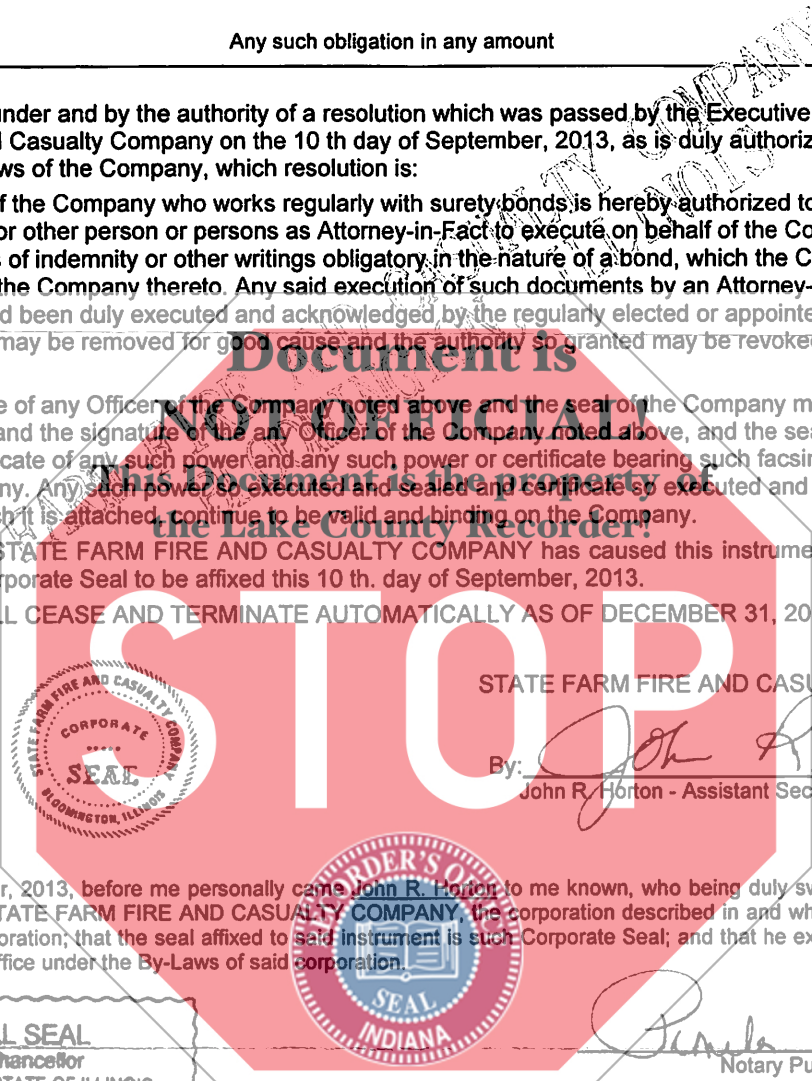 Any such obligation in any amount
under and by the authority of a resolution which was passed by the Executive
Casualty Company on the 10 th day of September, 2013, as is duly authoriz
ws of the Company, which resolution is:
f the Company who works regularly with surety bonds is hereby authorized to
or other person or persons as Attorney-in-Fact to execute on behalf of the Co
s of indemnity or other writings obligatory in the nature of a bond, which the C
the Company thereto. Any said execution of such documents by an Attorney-
d been duly executed and acknowledged by the regularly elected or appointe
may be removed for good cause and the authority so granted may be revoked
Document is
e of any Officer of the Company noted above and the seal of the Company m
NOT OFFICIAL!
and the signature of the any Officer of the Company noted above, and the sea
cate of any such power and any such power or certificate bearing such facsim
This Document is the property of
ny. Any such power so executed and sealed and certificate so executed and
h it is attached, continue to be valid and binding on the Company.
the Lake County Recorder!
STATE FARM FIRE AND CASUALTY COMPANY has caused this instrume
rporate Seal to be affixed this 10 th. day of September, 2013.
LL CEASE AND TERMINATE AUTOMATICALLY AS OF DECEMBER 31, 20
STOP
STATE FARM FIRE AND CASUALTY COMPANY
CORPORATE
SEAL
BLOOMINGTON, ILLINOIS
STATE FARM FIRE AND CASU
By:
John R. Horton - Assistant Sec
r, 2013, before me personally came John R. Horton to me known, who being duly sw
TATE FARM FIRE AND CASUALTY COMPANY, the corporation described in and wh
oration; that the seal affixed to said instrument is such Corporate Seal; and that he ex
ffice under the By-Laws of said corporation.
RECORDER'S OFFICE
SEAL
INDIANA
L SEAL
hancellor
STATE OF ILLINOIS
Pamela
Notary Pu